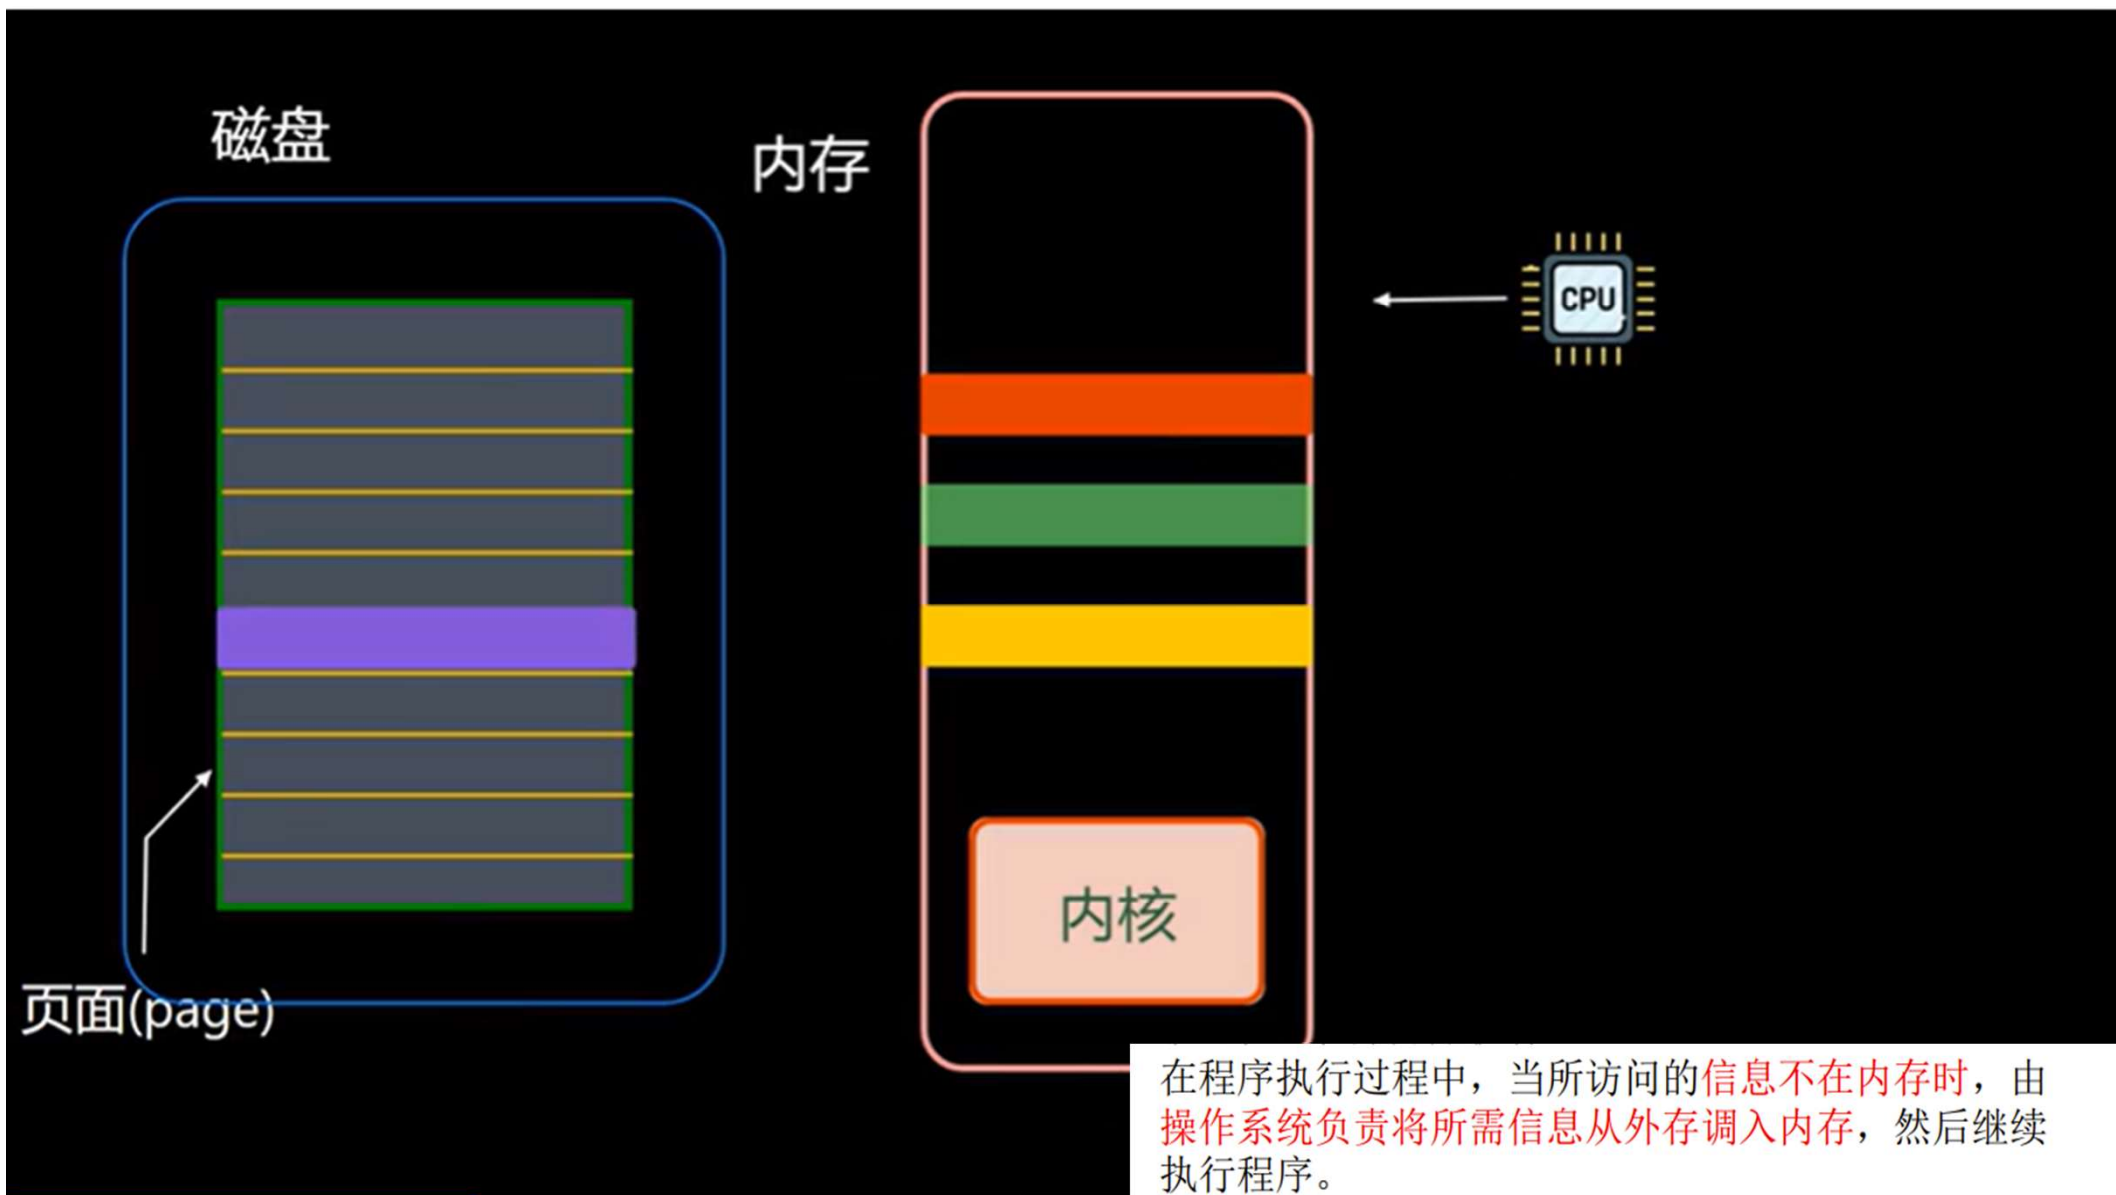 磁盘
内存
CPU
内核
页面(page)
在程序执行过程中，当所访问的信息不在内存时，由
操作系统负责将所需信息从外存调入内存，然后继续
执行程序。